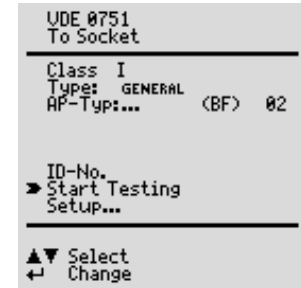 VDE 0751
To Socket
Class I
Type: GENERAL
AP-Typ:... (BF) 02
ID-No.
Start Testing
Setup...
▲▼ Select
↵ Change